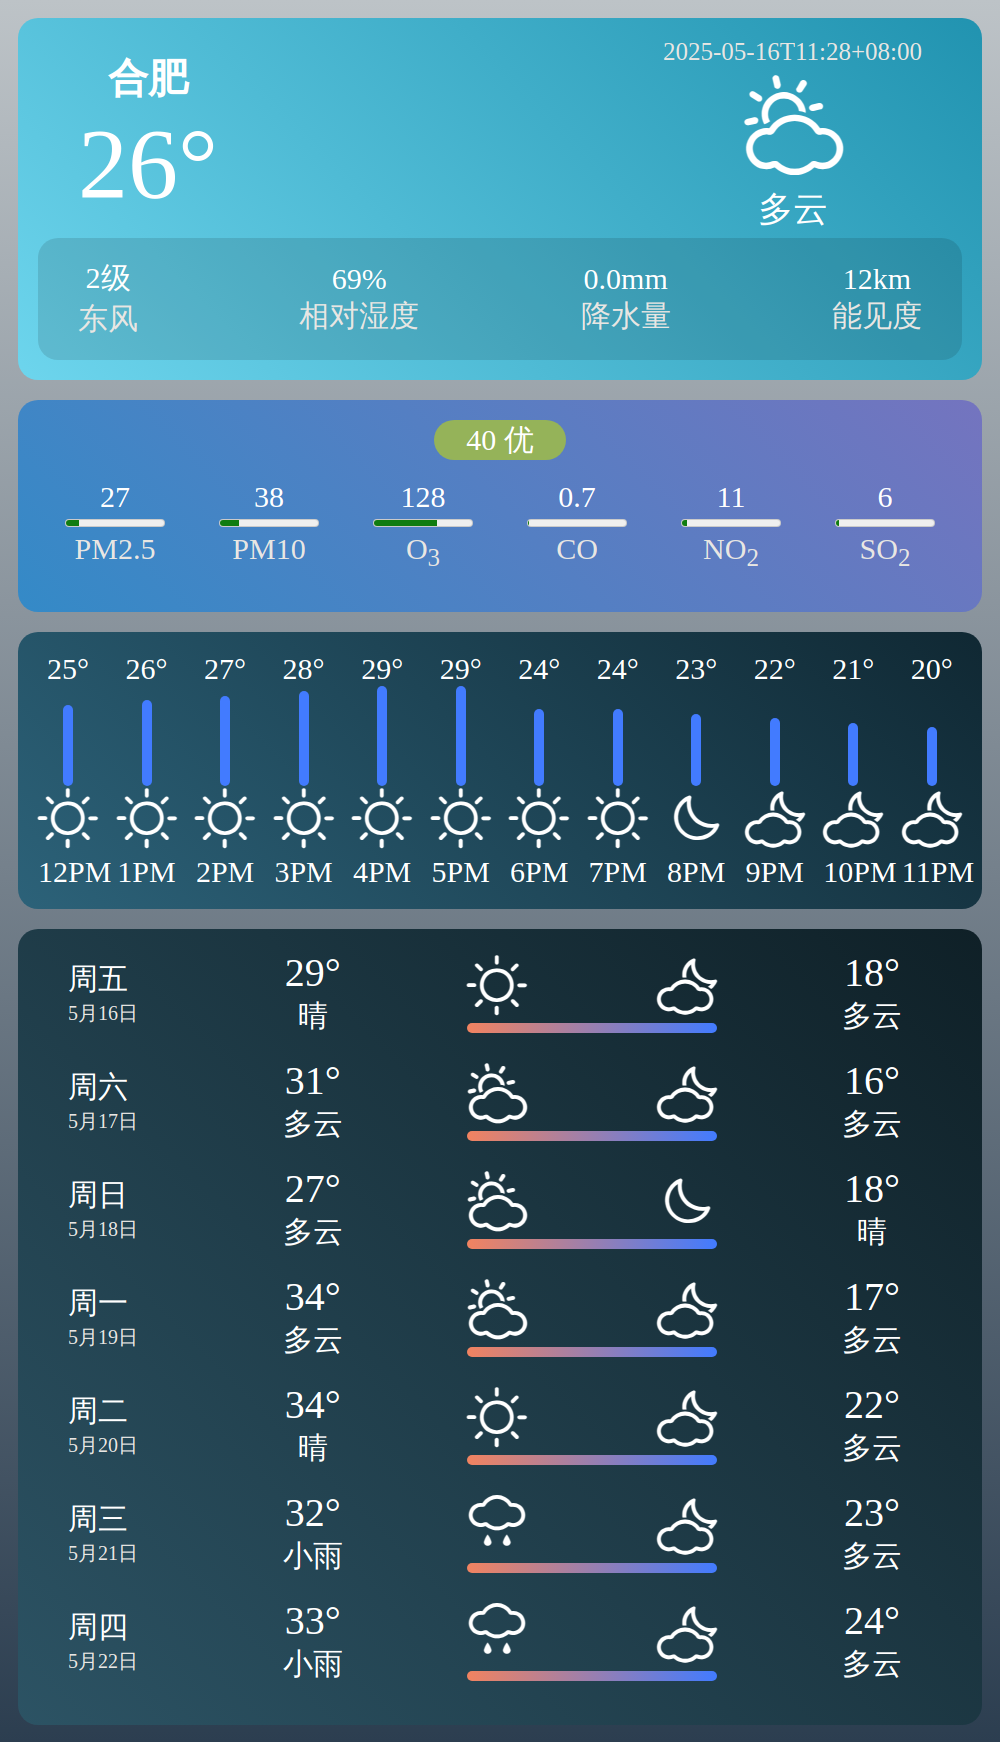 合肥
2025-05-16T11:28+08:00
26°
多云
2级 69% 0.0mm 12km
东风 相对湿度 降水量 能见度
40 优
27 38 128 0.7 11 6
PM2.5 PM10 O3 CO NO2 SO2
25° 26° 27° 28° 29° 29° 24° 24° 23° 22° 21° 20°
12PM 1PM 2PM 3PM 4PM 5PM 6PM 7PM 8PM 9PM 10PM 11PM
周五 29° 18°
5月16日 晴 多云
周六 31° 16°
5月17日 多云 多云
周日 27° 18°
5月18日 多云 晴
周一 34° 17°
5月19日 多云 多云
周二 34° 22°
5月20日 晴 多云
周三 32° 23°
5月21日 小雨 多云
周四 33° 24°
5月22日 小雨 多云